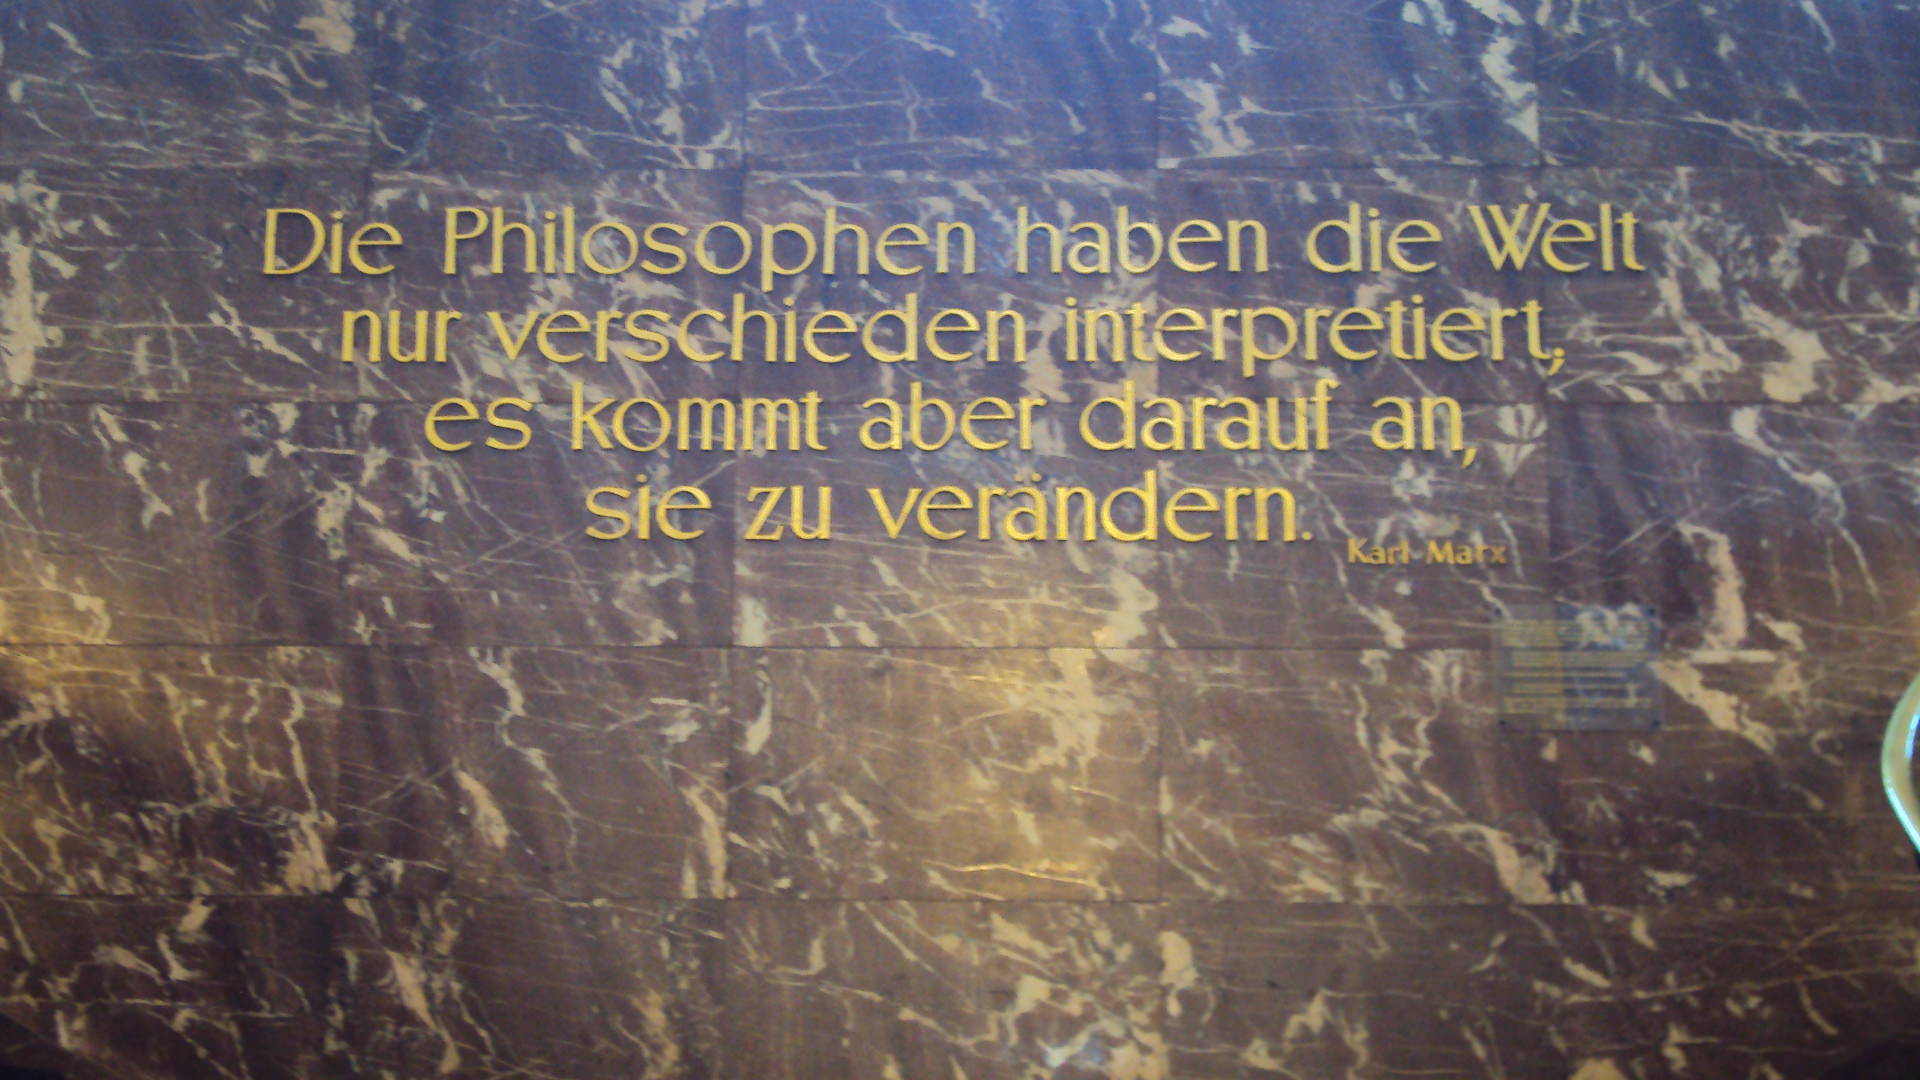 Die Philosophen haben die Welt
nur verschieden interpretiert,
es kommt aber darauf an,
sie zu verändern.
Karl Marx